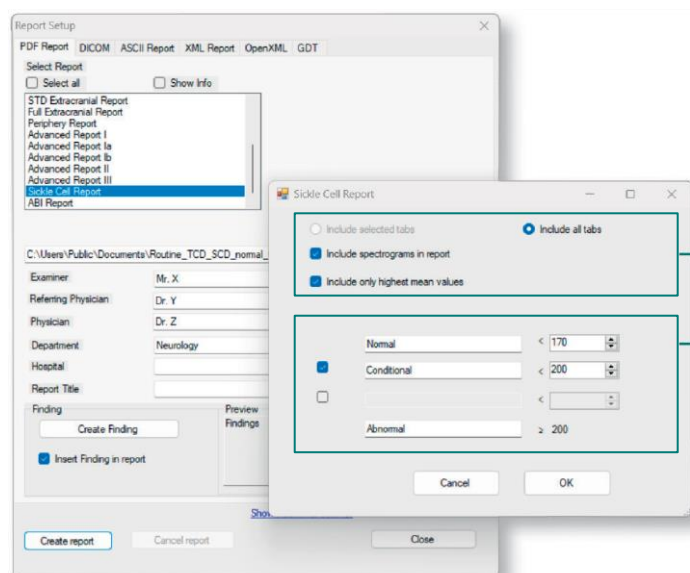 Report Setup
PDF Report DICOM ASCII Report XML Report OpenXML GDT
Select Report
Select all Show Info
STD Extracranial Report
Full Extracranial Report
Periphery Report
Advanced Report I
Advanced Report Ia
Advanced Report Ib
Advanced Report II
Advanced Report III
Sickle Cell Report
ABI Report
C:\Users\Public\Documents\Routine_TCD_SCD_normal_
Examiner Mr. X
Referring Physician Dr. Y
Physician Dr. Z
Department Neurology
Hospital
Report Title
Finding
Create Finding
Insert Finding in report
Preview
Findings
Create report Cancel report Close
Sickle Cell Report
Include selected tabs Include all tabs
Include spectrograms in report
Include only highest mean values
Normal < 170
Conditional < 200
<
Abnormal ≥ 200
Cancel OK